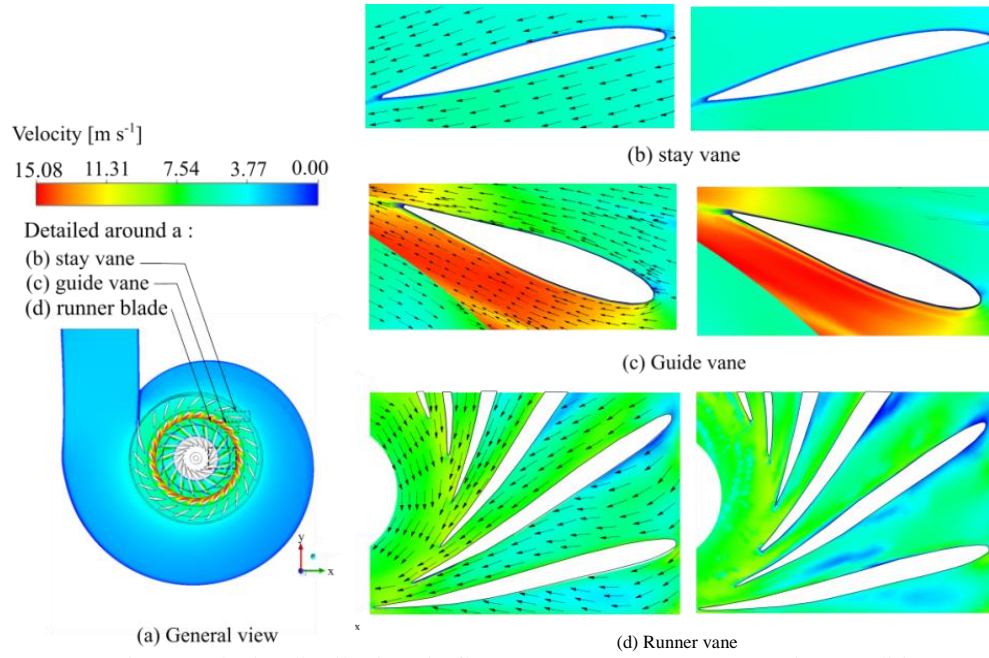 Velocity [m s-1]
15.08 11.31 7.54 3.77 0.00
Detailed around a :
(b) stay vane
(c) guide vane
(d) runner blade
y
x
(a) General view
(b) stay vane
(c) Guide vane
x
(d) Runner vane